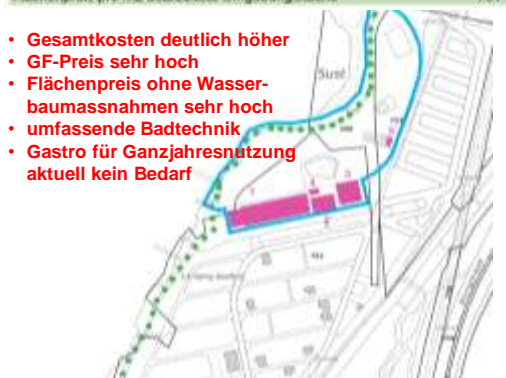 • Gesamtkosten deutlich höher
• GF-Preis sehr hoch
• Flächenpreis ohne Wasser-
baumassnahmen sehr hoch
• umfassende Badtechnik
• Gastro für Ganzjahresnutzung
aktuell kein Bedarf
Sust